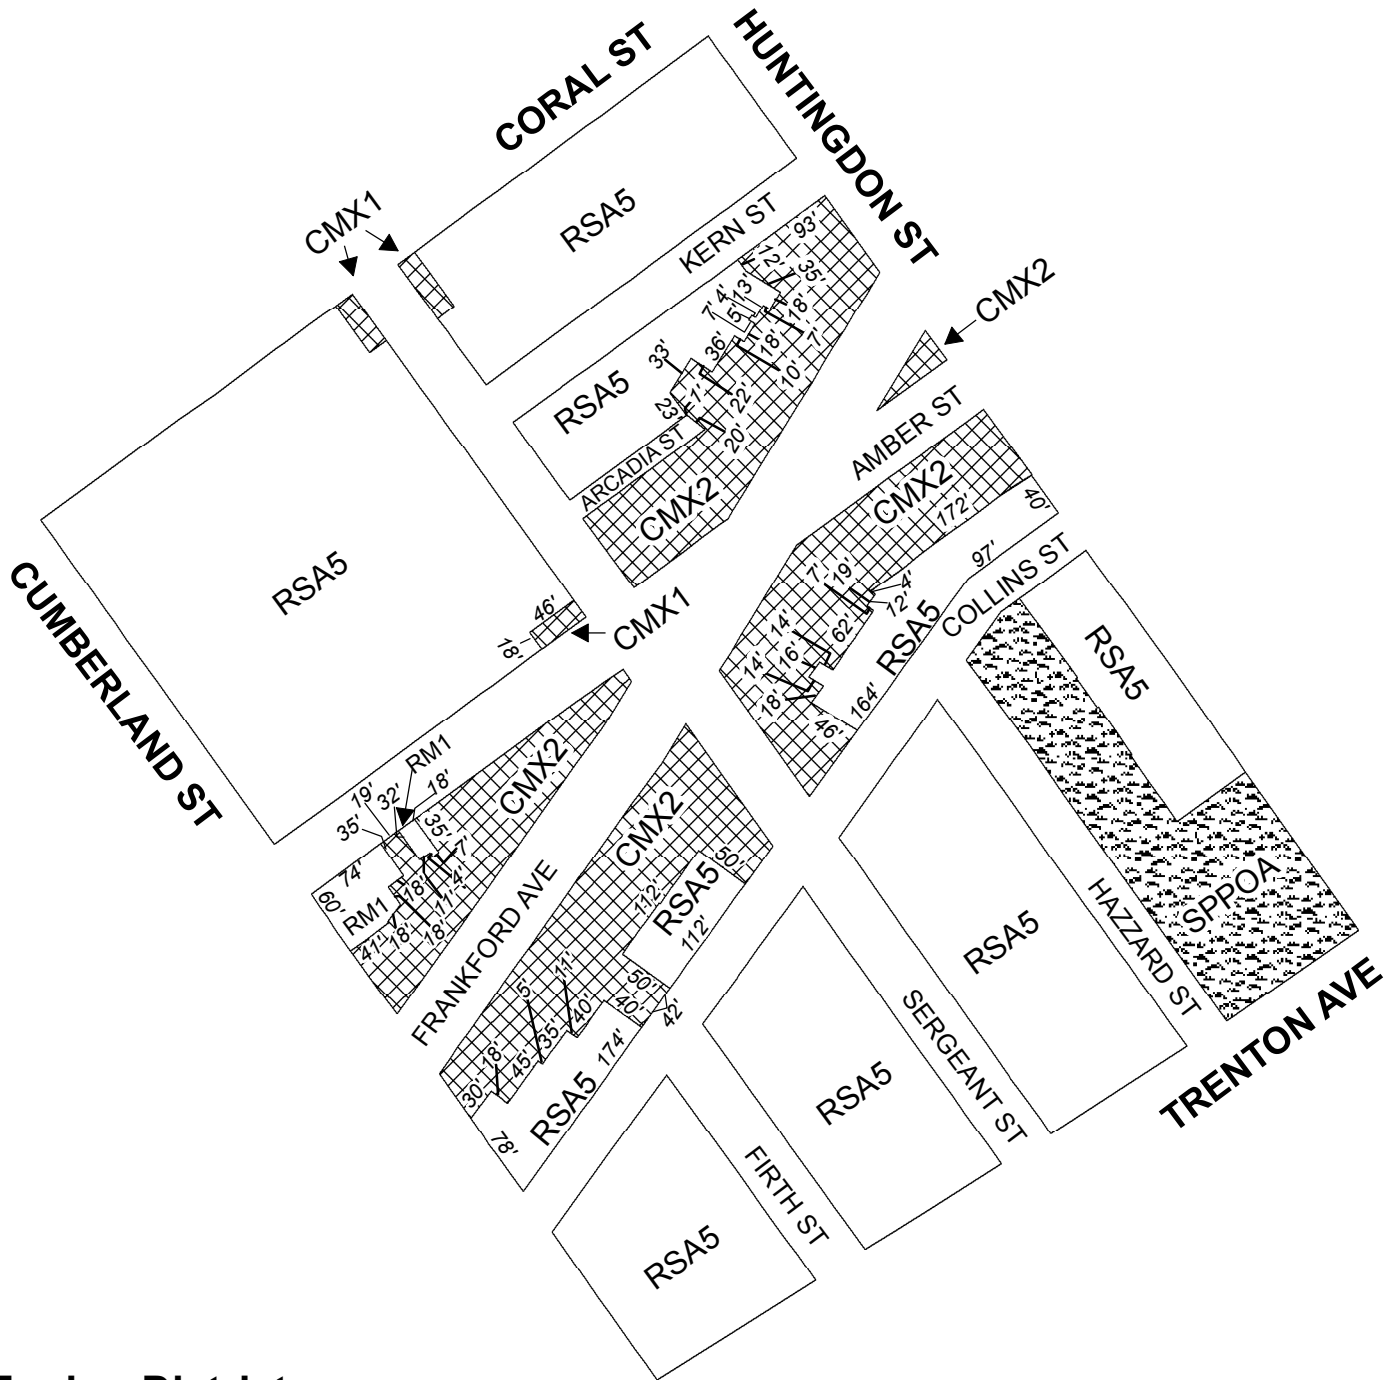 CORAL ST
HUNTINGDON ST
CMX1
RSA5
KERN ST
93'
12'
35'
13'
4'
7'
5'
18'
7'
18'
10'
36'
33'
CMX2
RSA5
1'
22'
23'
20'
ARCADIA ST
AMBER ST
CMX2
CMX2
172'
40'
RSA5
CUMBERLAND ST
46'
18'
CMX1
7'
19'
4'
12'
97'
COLLINS ST
14'
62'
RSA5
16'
14'
18'
46'
164'
RSA5
RM1
18'
CMX2
19'
32'
35'
35'
7'
4'
11'
18'
74'
60'
RM1
41'
18'
18'
FRANKFORD AVE
CMX2
50'
RSA5
112'
112'
50'
40'
42'
11'
5'
40'
35'
18'
45'
30'
174'
RSA5
78'
RSA5
HAZZARD ST
SPPOA
TRENTON AVE
RSA5
SERGEANT ST
FIRTH ST
RSA5